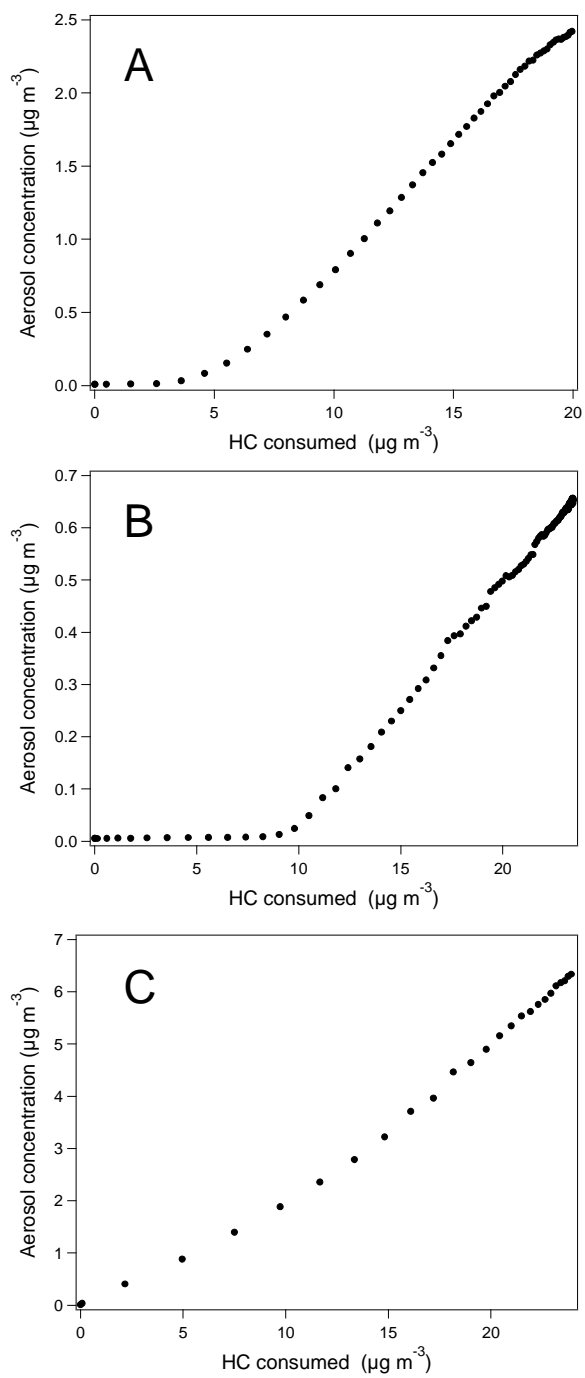 A
2.5
2.0
1.5
1.0
0.5
0.0
Aerosol concentration (µg m⁻³)
0 5 10 15 20
HC consumed (µg m⁻³)
B
0.7
0.6
0.5
0.4
0.3
0.2
0.1
0.0
Aerosol concentration (µg m⁻³)
0 5 10 15 20
HC consumed (µg m⁻³)
C
7
6
5
4
3
2
1
0
Aerosol concentration (µg m⁻³)
0 5 10 15 20
HC consumed (µg m⁻³)